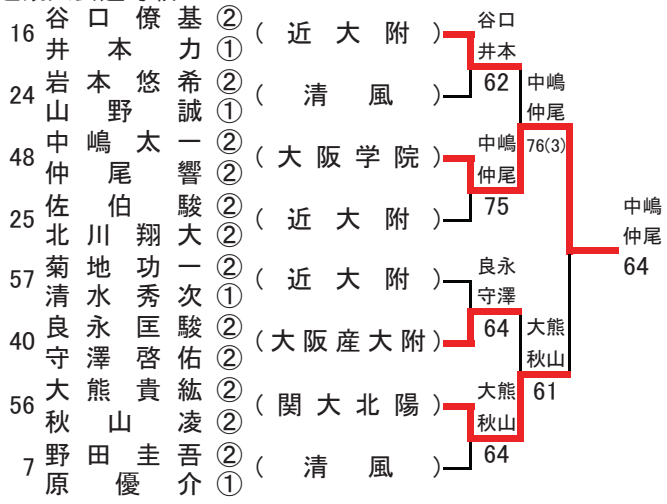 16 谷口僚基② (近大附)
井本力①
24 岩本悠希② (清風)
山野誠①
48 中嶋太一② (大阪学院)
仲尾響②
25 佐伯駿② (近大附)
北川翔大②
57 菊地功一② (近大附)
清水秀次①
40 良永匡駿② (大阪産大附)
守澤啓佑②
56 大熊貴紘② (関大北陽)
秋山凌②
7 野田圭吾② (清風)
原優介①
谷口
井本
62
中嶋
仲尾
75
良永
守澤
64
大熊
秋山
64
中嶋
仲尾
76(3)
大熊
秋山
61
中嶋
仲尾
64